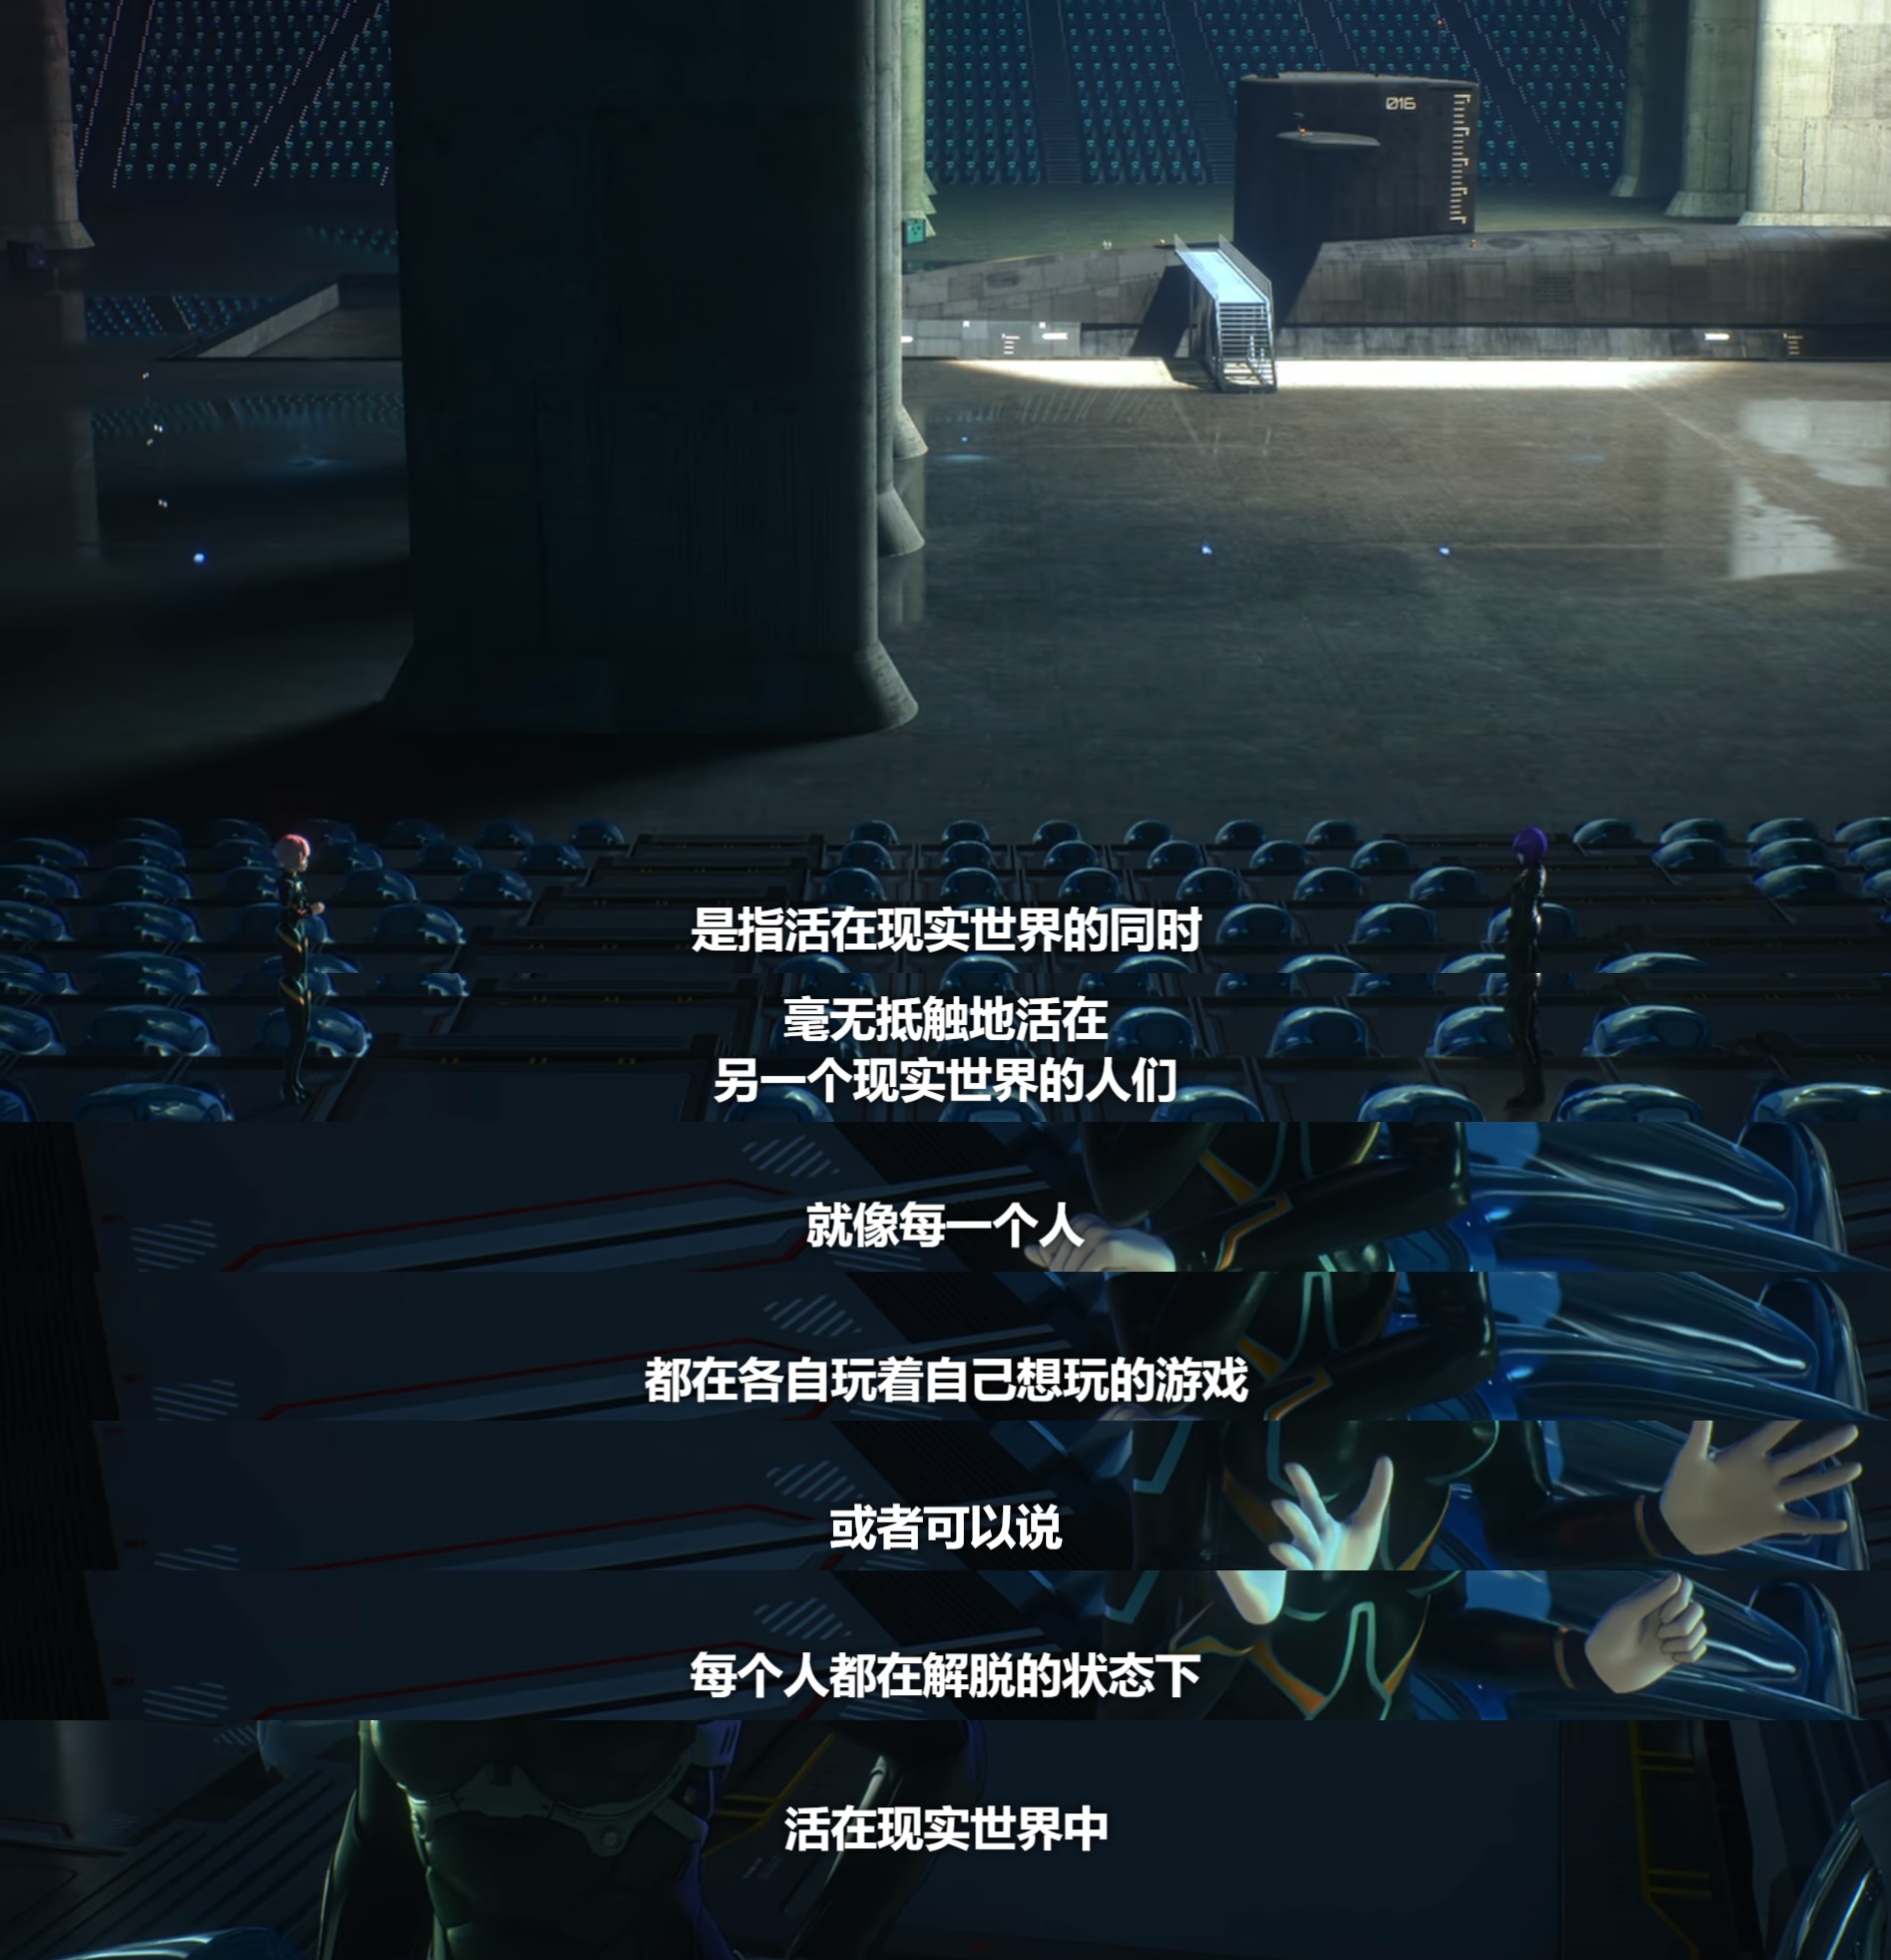 016
是指活在现实世界的同时
毫无抵触地活在
另一个现实世界的人们
就像每一个人
都在各自玩着自己想玩的游戏
或者可以说
每个人都在解脱的状态下
活在现实世界中